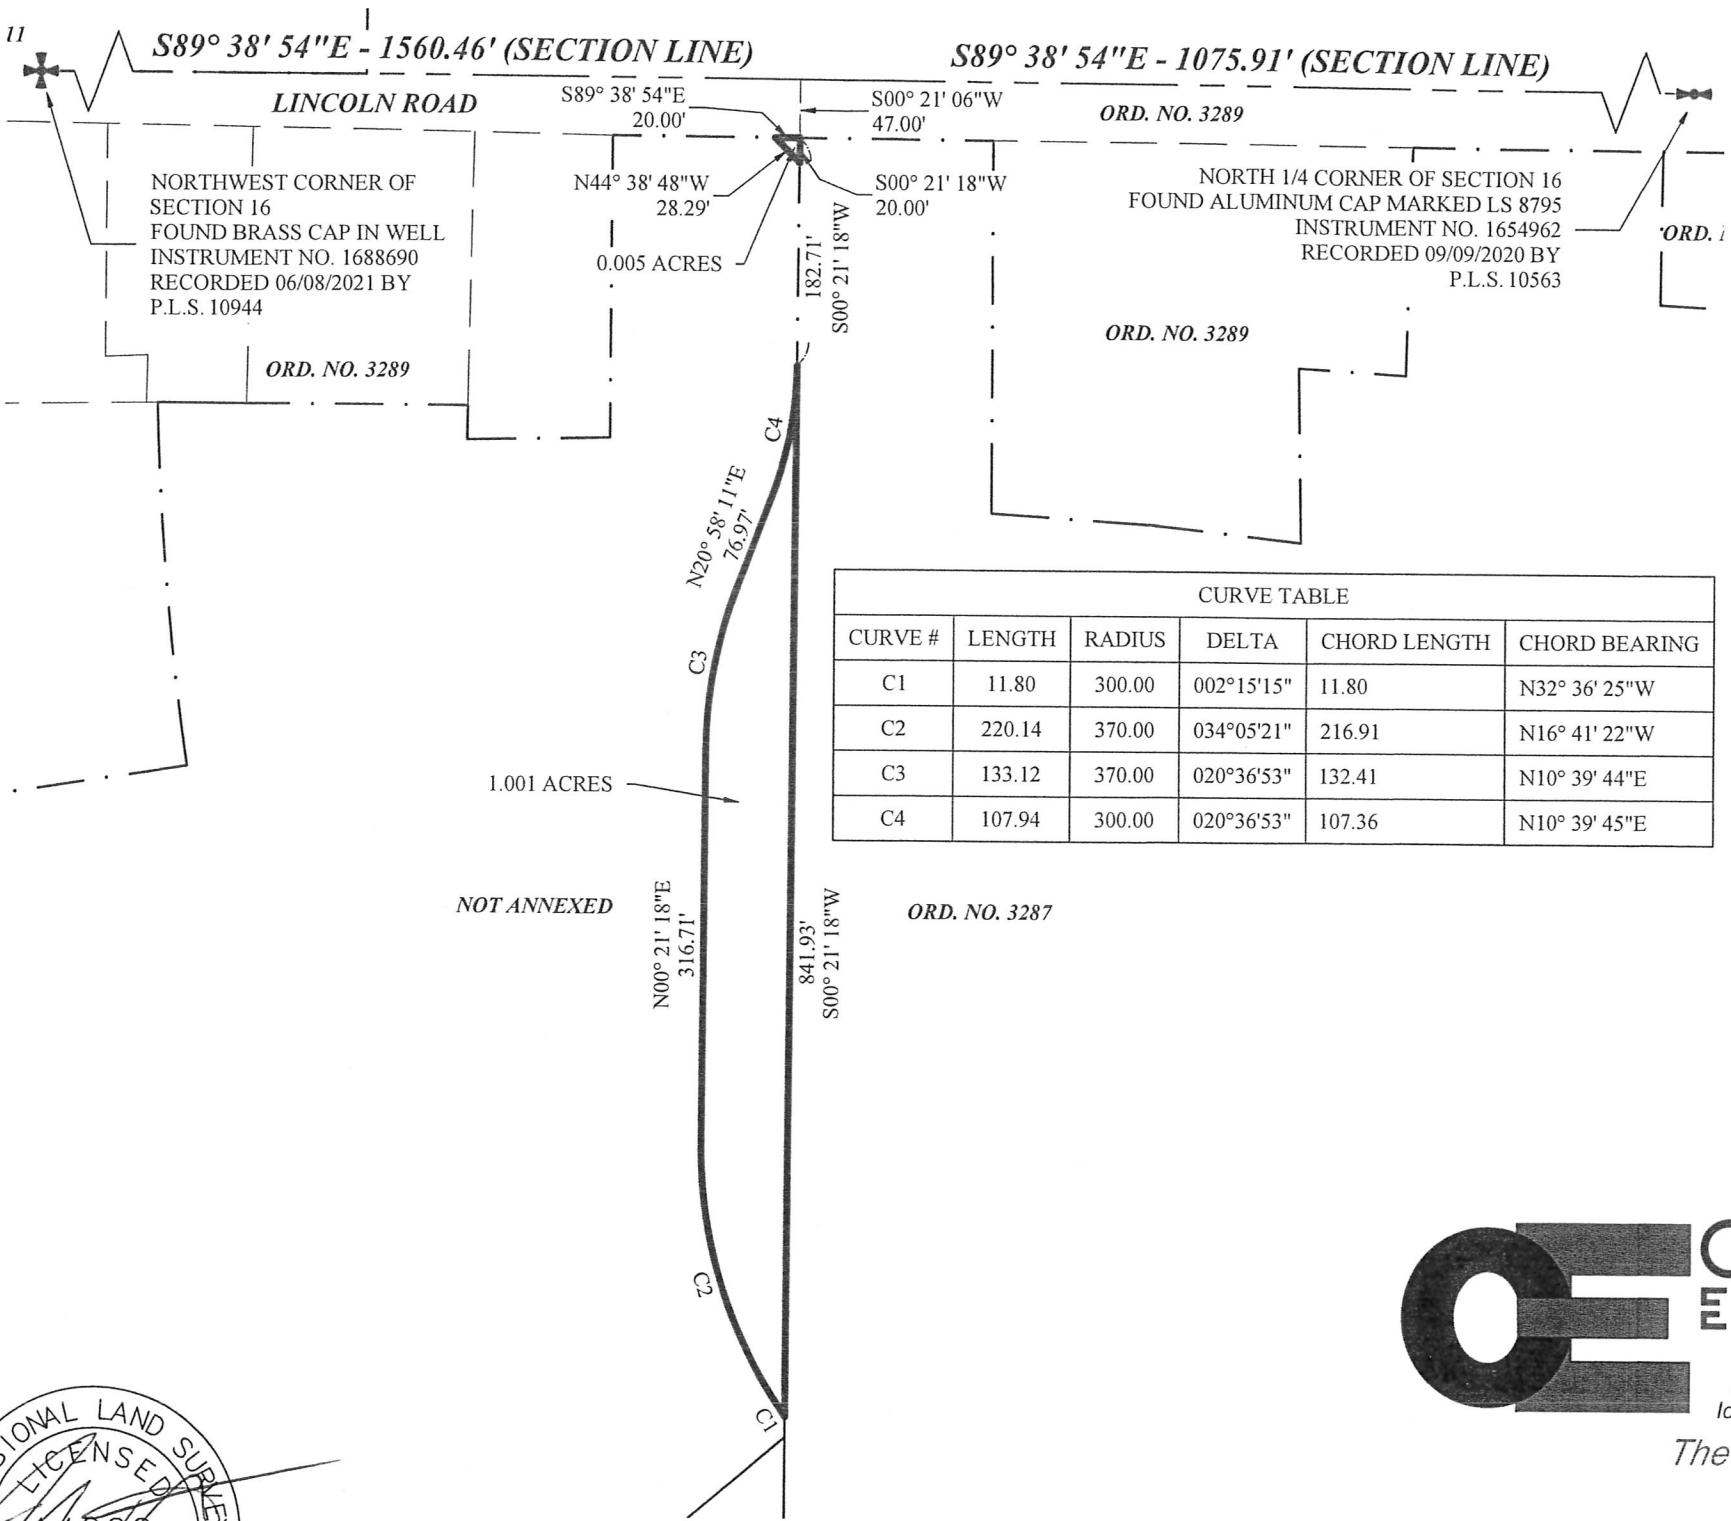 11
S89° 38' 54"E - 1560.46' (SECTION LINE)
S89° 38' 54"E - 1075.91' (SECTION LINE)
LINCOLN ROAD
S89° 38' 54"E
20.00'
S00° 21' 06"W
47.00'
ORD. NO. 3289
NORTHWEST CORNER OF
SECTION 16
FOUND BRASS CAP IN WELL
INSTRUMENT NO. 1688690
RECORDED 06/08/2021 BY
P.L.S. 10944
N44° 38' 48"W
28.29'
S00° 21' 18"W
20.00'
0.005 ACRES
182.71'
S00° 21' 18"W
NORTH 1/4 CORNER OF SECTION 16
FOUND ALUMINUM CAP MARKED LS 8795
INSTRUMENT NO. 1654962
RECORDED 09/09/2020 BY
P.L.S. 10563
ORD.
ORD. NO. 3289
ORD. NO. 3289
C4
N20° 58' 11"E
76.97'
C3
CURVE TABLE
CURVE # LENGTH RADIUS DELTA CHORD LENGTH CHORD BEARING
C1 11.80 300.00 002°15'15" 11.80 N32° 36' 25"W
C2 220.14 370.00 034°05'21" 216.91 N16° 41' 22"W
C3 133.12 370.00 020°36'53" 132.41 N10° 39' 44"E
C4 107.94 300.00 020°36'53" 107.36 N10° 39' 45"E
1.001 ACRES
NOT ANNEXED
N00° 21' 18"E
316.71'
841.93'
S00° 21' 18"W
ORD. NO. 3287
C2
C1
OE
E
The
LAND
LICENSED